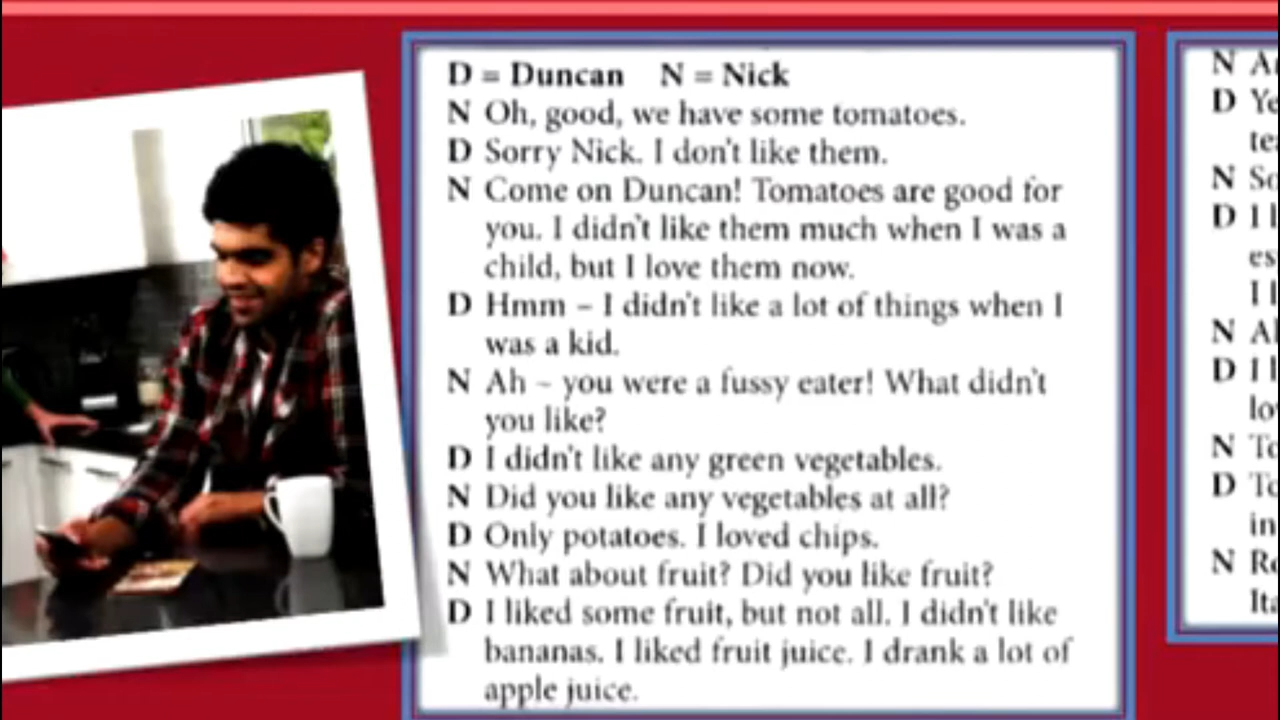 D = Duncan N = Nick
N Oh, good, we have some tomatoes.
D Sorry Nick. I don't like them.
N Come on Duncan! Tomatoes are good for
you. I didn't like them much when I was a
child, but I love them now.
D Hmm – I didn't like a lot of things when I
was a kid.
N Ah – you were a fussy eater! What didn't
you like?
D I didn't like any green vegetables.
N Did you like any vegetables at all?
D Only potatoes. I loved chips.
N What about fruit? Did you like fruit?
D I liked some fruit, but not all. I didn't like
bananas. I liked fruit juice. I drank a lot of
apple juice.
N
D
N
D
N
D
N
D
N